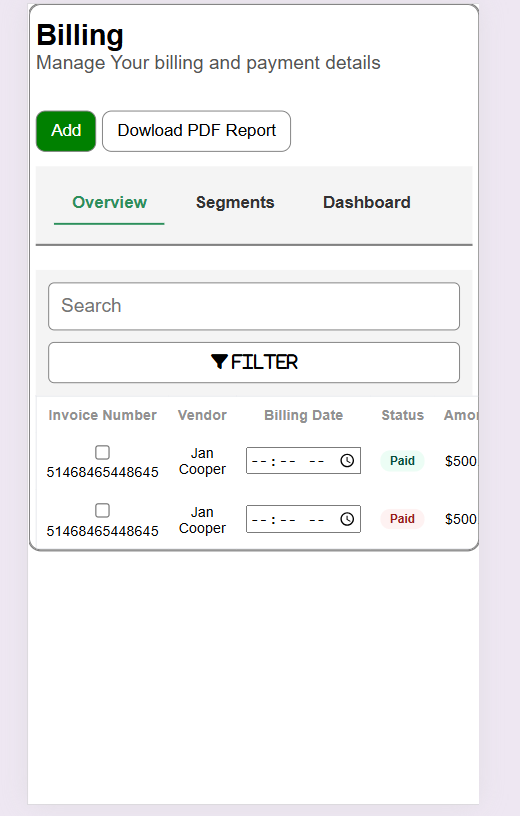 Billing
Manage Your billing and payment details
Add
Dowload PDF Report
Overview Segments Dashboard
Search
FILTER
Invoice Number Vendor Billing Date Status
51468465448645 Jan Cooper --:-- -- Paid $500
51468465448645 Jan Cooper --:-- -- Paid $500